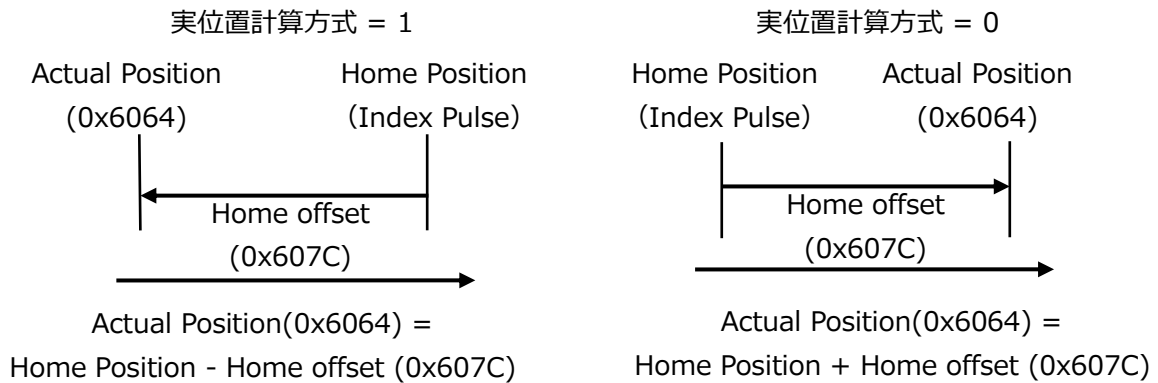 実位置計算方式 = 1
Actual Position
(0x6064)
Home Position
（Index Pulse）
Home offset
(0x607C)
Actual Position(0x6064) =
Home Position - Home offset (0x607C)
実位置計算方式 = 0
Home Position
（Index Pulse）
Actual Position
(0x6064)
Home offset
(0x607C)
Actual Position(0x6064) =
Home Position + Home offset (0x607C)